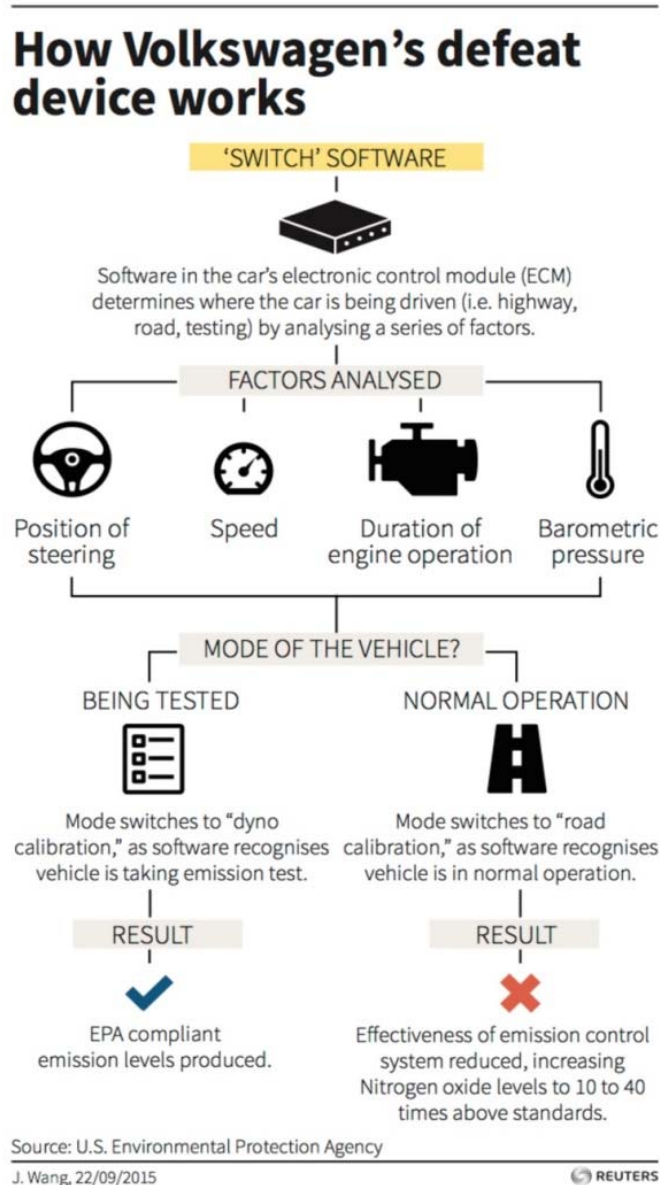 How Volkswagen's defeat
device works
'SWITCH' SOFTWARE
Software in the car's electronic control module (ECM)
determines where the car is being driven (i.e. highway,
road, testing) by analysing a series of factors.
FACTORS ANALYSED
Position of
steering
Speed
Duration of
engine operation
Barometric
pressure
MODE OF THE VEHICLE?
BEING TESTED
Mode switches to "dyno
calibration," as software recognises
vehicle is taking emission test.
RESULT
EPA compliant
emission levels produced.
NORMAL OPERATION
Mode switches to "road
calibration," as software recognises
vehicle is in normal operation.
RESULT
Effectiveness of emission control
system reduced, increasing
Nitrogen oxide levels to 10 to 40
times above standards.
Source: U.S. Environmental Protection Agency
J. Wang, 22/09/2015
REUTERS